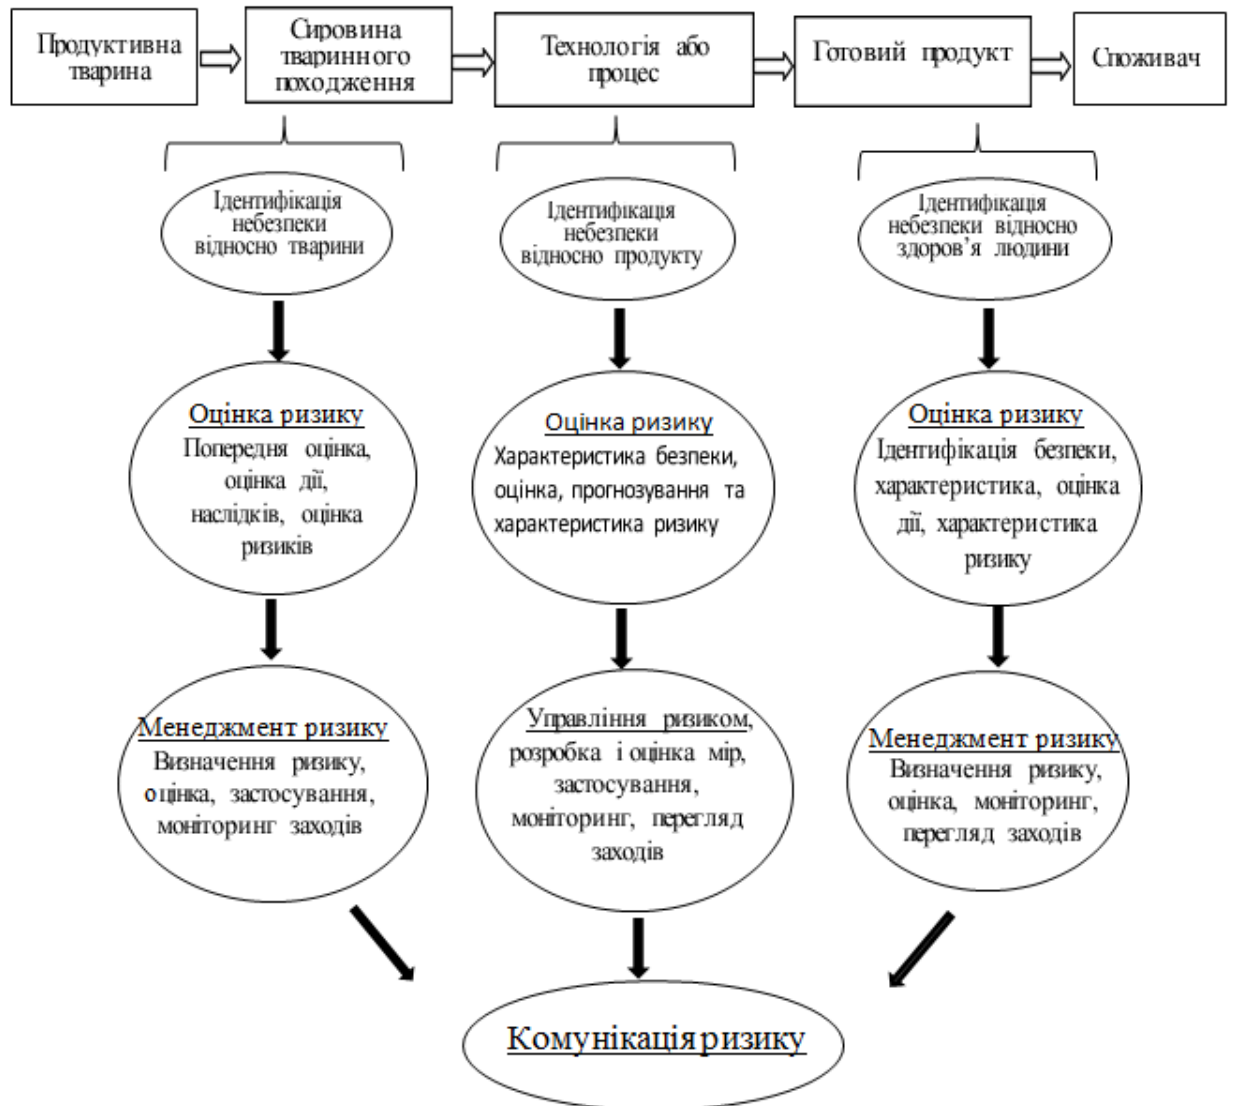 Продуктивна
тварина
Сировина
тваринного
походження
Технологія або
процес
Готовий продукт
Споживач
Ідентифікація
небезпеки
відносно тварини
Ідентифікація
небезпеки
відносно продукту
Ідентифікація
небезпеки відносно
здоров’я людини
Оцінка ризику
Попередня оцінка,
оцінка дії,
наслідків, оцінка
ризиків
Оцінка ризику
Характеристика безпеки,
оцінка, прогнозування та
характеристика ризику
Оцінка ризику
Ідентифікація безпеки,
характеристика, оцінка
дії, характеристика
ризику
Менеджмент ризику
Визначення ризику,
оцінка, застосування,
моніторинг заходів
Управління ризиком,
розробка і оцінка мір,
застосування,
моніторинг, перегляд
заходів
Менеджмент ризику
Визначення ризику,
оцінка, моніторинг,
перегляд заходів
Комунікація ризику